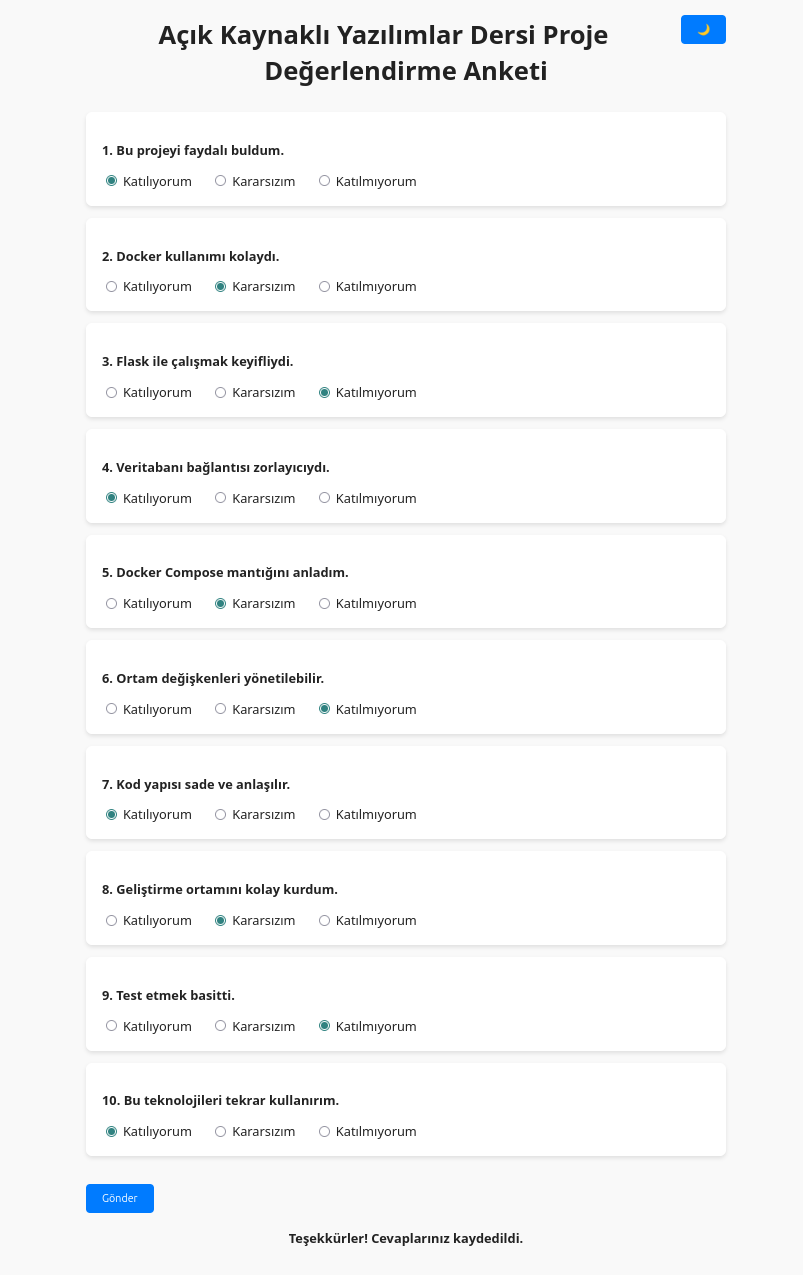 Açık Kaynaklı Yazılımlar Dersi Proje
Değerlendirme Anketi
1. Bu projeyi faydalı buldum.
Katılıyorum Kararsızım Katılmıyorum
2. Docker kullanımı kolaydı.
Katılıyorum Kararsızım Katılmıyorum
3. Flask ile çalışmak keyifliydi.
Katılıyorum Kararsızım Katılmıyorum
4. Veritabanı bağlantısı zorlayıcıydı.
Katılıyorum Kararsızım Katılmıyorum
5. Docker Compose mantığını anladım.
Katılıyorum Kararsızım Katılmıyorum
6. Ortam değişkenleri yönetilebilir.
Katılıyorum Kararsızım Katılmıyorum
7. Kod yapısı sade ve anlaşılır.
Katılıyorum Kararsızım Katılmıyorum
8. Geliştirme ortamını kolay kurdum.
Katılıyorum Kararsızım Katılmıyorum
9. Test etmek basitti.
Katılıyorum Kararsızım Katılmıyorum
10. Bu teknolojileri tekrar kullanırım.
Katılıyorum Kararsızım Katılmıyorum
Gönder
Teşekkürler! Cevaplarınız kaydedildi.